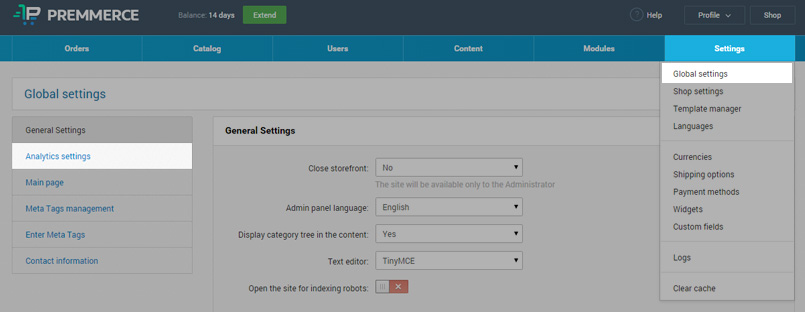 PREMMERCE Balance: 14 days Extend ? Help Profile Shop
Orders Catalog Users Content Modules Settings
Global settings
Shop settings
Template manager
Languages
Currencies
Shipping options
Payment methods
Widgets
Custom fields
Logs
Clear cache
Global settings
General Settings
Analytics settings
Main page
Meta Tags management
Enter Meta Tags
Contact information
General Settings
Close storefront: No
The site will be available only to the Administrator
Admin panel language: English
Display category tree in the content: Yes
Text editor: TinyMCE
Open the site for indexing robots: